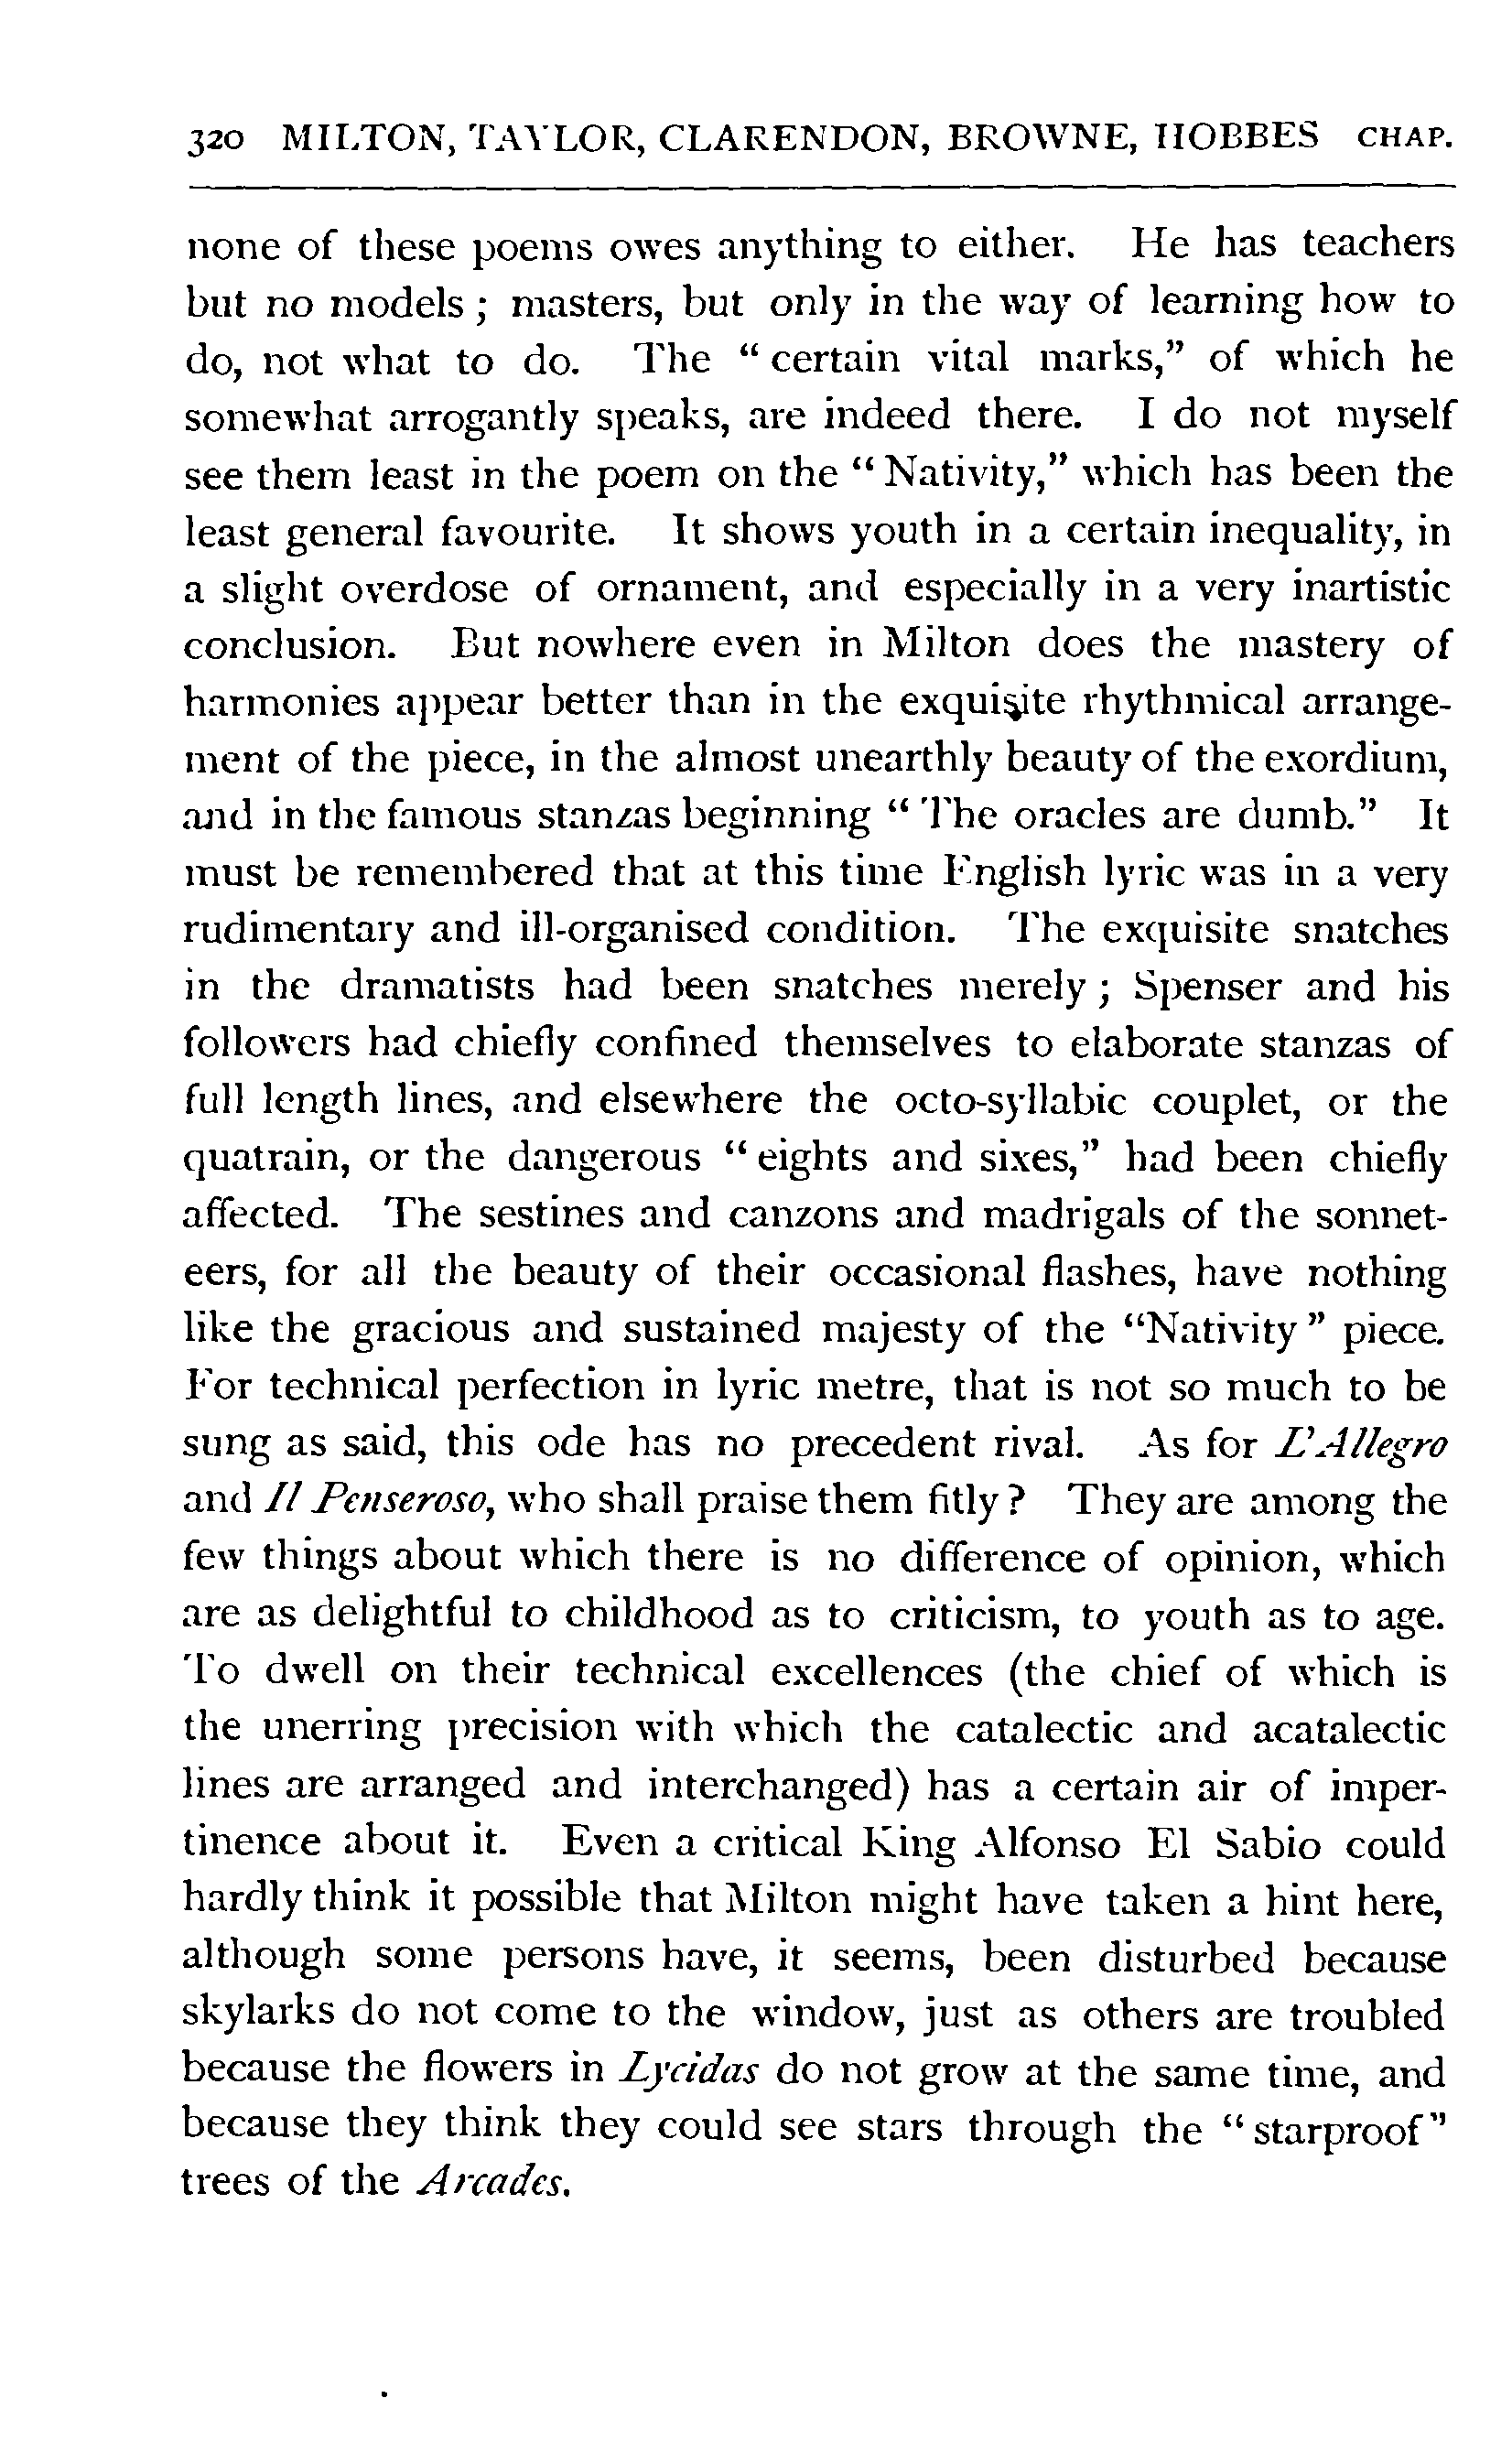 320 MILTON, TAYLOR, CLARENDON, BROWNE, HOBBES CHAP.
none of these poems owes anything to either. He has teachers
but no models ; masters, but only in the way of learning how to
do, not what to do. The “ certain vital marks,” of which he
somewhat arrogantly speaks, are indeed there. I do not myself
see them least in the poem on the “ Nativity,” which has been the
least general favourite. It shows youth in a certain inequality, in
a slight overdose of ornament, and especially in a very inartistic
conclusion. But nowhere even in Milton does the mastery of
harmonies appear better than in the exquisite rhythmical arrange-
ment of the piece, in the almost unearthly beauty of the exordium,
and in the famous stanzas beginning “ The oracles are dumb.” It
must be remembered that at this time English lyric was in a very
rudimentary and ill-organised condition. The exquisite snatches
in the dramatists had been snatches merely ; Spenser and his
followers had chiefly confined themselves to elaborate stanzas of
full length lines, and elsewhere the octo-syllabic couplet, or the
quatrain, or the dangerous “ eights and sixes,” had been chiefly
affected. The sestines and canzons and madrigals of the sonnet-
eers, for all the beauty of their occasional flashes, have nothing
like the gracious and sustained majesty of the “Nativity ” piece.
For technical perfection in lyric metre, that is not so much to be
sung as said, this ode has no precedent rival. As for L’Allegro
and Il Penseroso, who shall praise them fitly ? They are among the
few things about which there is no difference of opinion, which
are as delightful to childhood as to criticism, to youth as to age.
To dwell on their technical excellences (the chief of which is
the unerring precision with which the catalectic and acatalectic
lines are arranged and interchanged) has a certain air of imper-
tinence about it. Even a critical King Alfonso El Sabio could
hardly think it possible that Milton might have taken a hint here,
although some persons have, it seems, been disturbed because
skylarks do not come to the window, just as others are troubled
because the flowers in Lycidas do not grow at the same time, and
because they think they could see stars through the “ starproof”
trees of the Arcades.